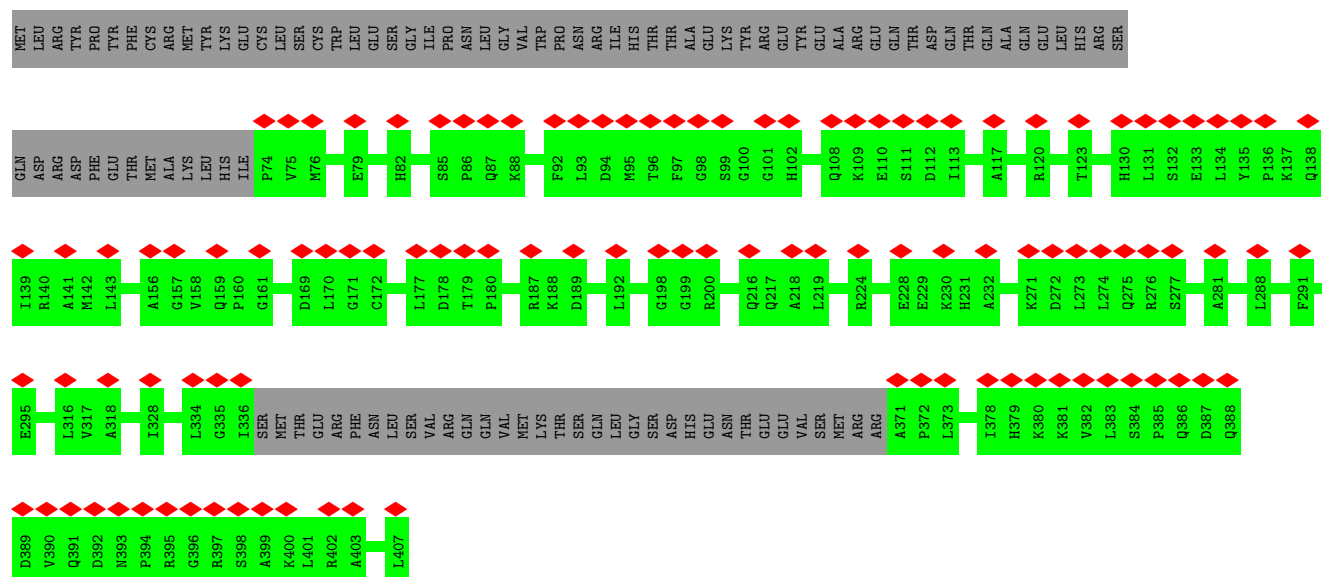 MET LEU ARG TYR PRO TYR PHE CYS ARG MET TYR LYS GLU CYS LEU SER CYS TRP LEU GLU SER GLY ILE PRO ASN LEU GLY VAL TRP PRO ASN ARG ILE HIS THR THR ALA GLU LYS TYR ARG GLU TYR GLU ALA ARG GLU GLN THR ASP GLN THR GLN ALA GLN GLU LEU HIS ARG SER
GLN ASP ARG ASP PHE GLU THR MET ALA LYS LEU HIS ILE P74 V75 M76 E79 H82 S85 P86 Q87 K88 F92 L93 D94 M95 T96 F97 G98 S99 G100 G101 H102 Q108 K109 E110 S111 D112 I113 A117 R120 T123 H130 L131 S132 E133 L134 Y135 P136 K137 Q138
I139 R140 A141 M142 L143 A156 G157 V158 Q159 P160 G161 D169 L170 G171 C172 L177 D178 T179 P180 R187 K188 D189 L192 G198 G199 R200 Q216 Q217 A218 L219 R224 E228 E229 K230 H231 A232 K271 D272 L273 L274 Q275 R276 S277 A281 L288 F291
E295 L316 V317 A318 I328 L334 G335 I336 SER MET THR GLU ARG PHE ASN LEU SER VAL ARG GLN GLN VAL MET LYS THR SER GLN LEU GLY SER ASP HIS GLU ASN THR GLU GLU VAL SER MET ARG ARG A371 P372 L373 I378 H379 K380 K381 V382 L383 S384 P385 Q386 D387 Q388
D389 V390 Q391 D392 N393 P394 R395 G396 R397 S398 A399 K400 L401 R402 A403 L407